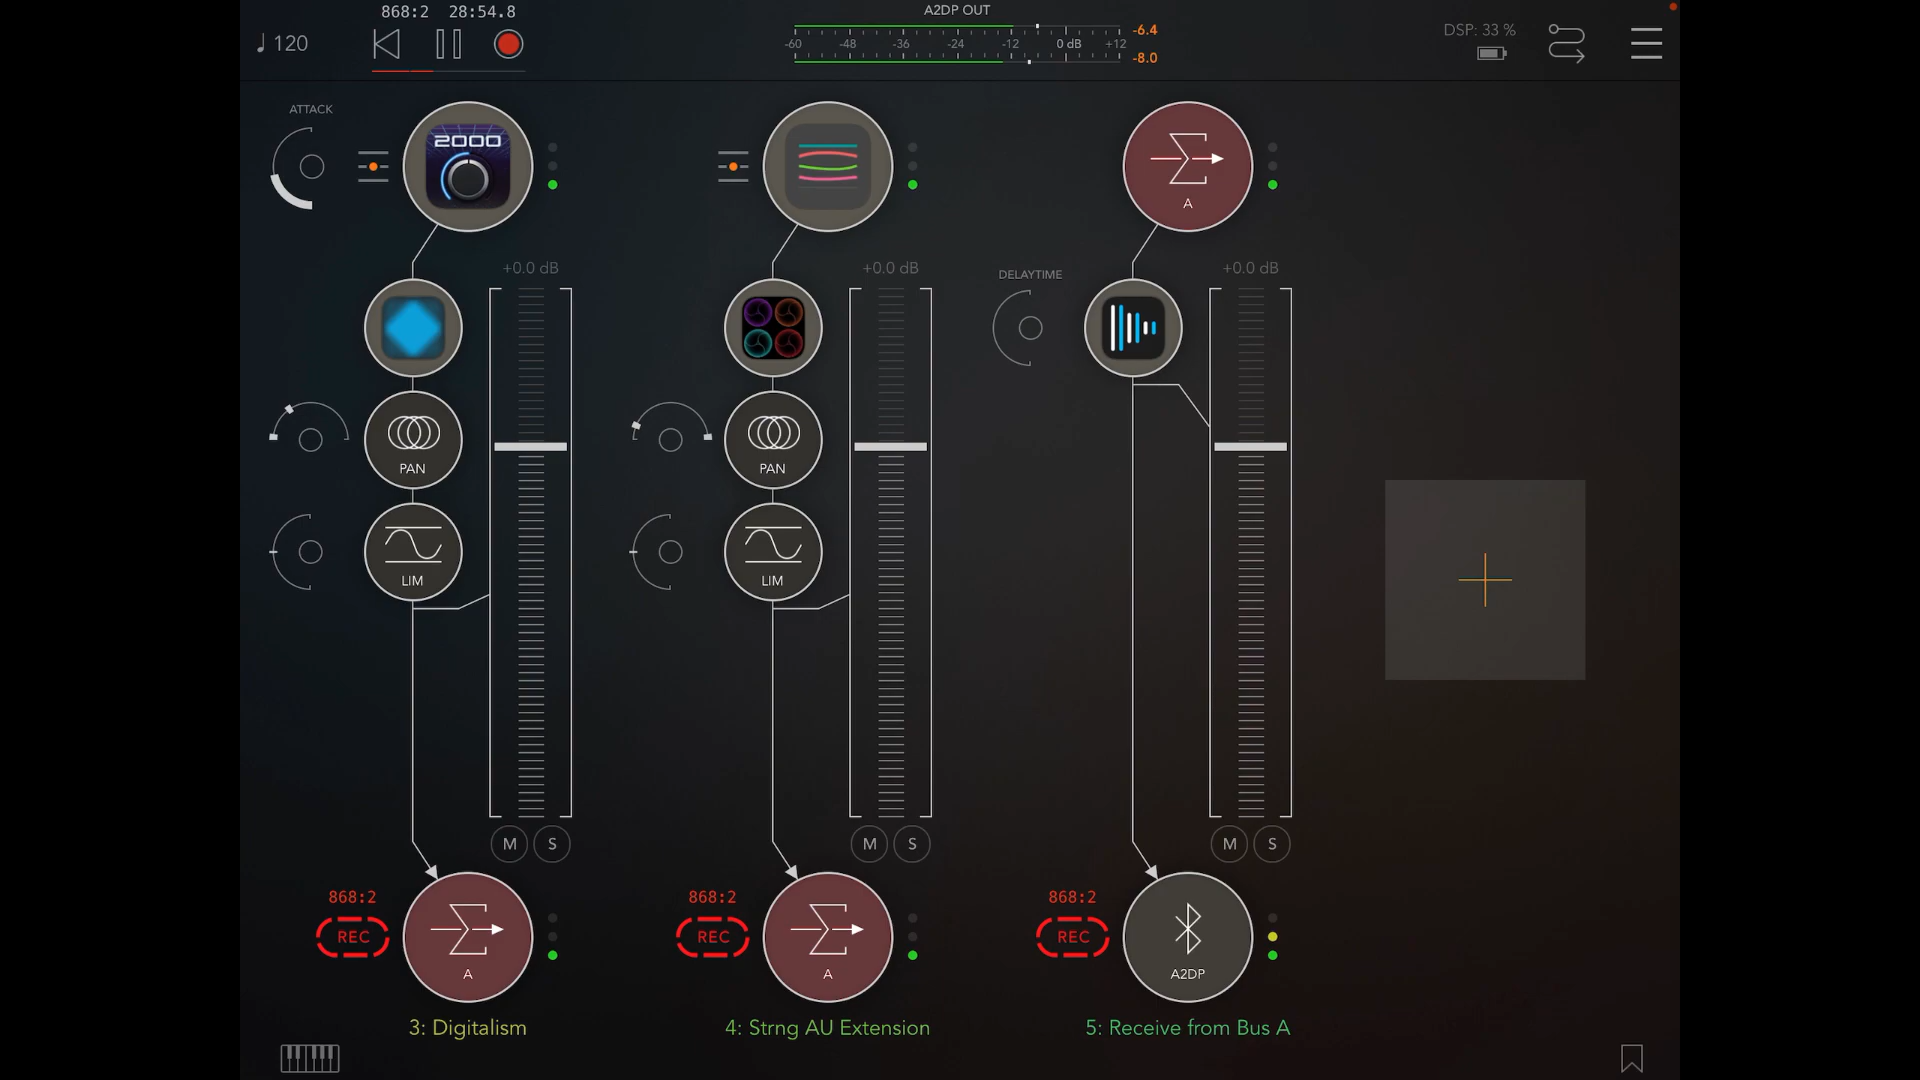 868:2 28:54.8
A2DP OUT
120
-60 -48 -36 -24 -12 0 dB +12
-6.4
-8.0
DSP: 33 %
ATTACK
2000
A
+0.0 dB
+0.0 dB
DELAYTIME
+0.0 dB
PAN
PAN
LIM
LIM
M S
M S
M S
868:2
REC
A
868:2
REC
A
868:2
REC
A2DP
3: Digitalism
4: Strng AU Extension
5: Receive from Bus A